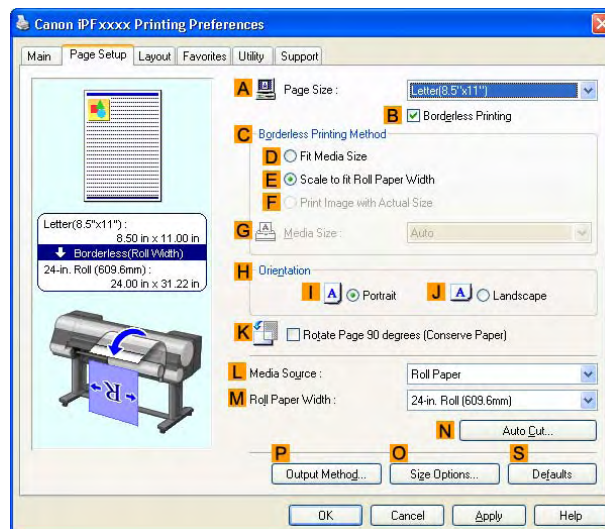 Canon iPFxxxx Printing Preferences
Main Page Setup Layout Favorites Utility Support
A Page Size : Letter(8.5"x11")
B Borderless Printing
C Borderless Printing Method
D Fit Media Size
E Scale to fit Roll Paper Width
F Print Image with Actual Size
G Media Size : Auto
Letter(8.5"x11") :
8.50 in x 11.00 in
Borderless(Roll Width)
24-in. Roll (609.6mm) :
24.00 in x 31.22 in
R
H Orientation
I A Portrait J A Landscape
K Rotate Page 90 degrees (Conserve Paper)
L Media Source : Roll Paper
M Roll Paper Width : 24-in. Roll (609.6mm)
N Auto Cut...
P O S
Output Method... Size Options... Defaults
OK Cancel Apply Help